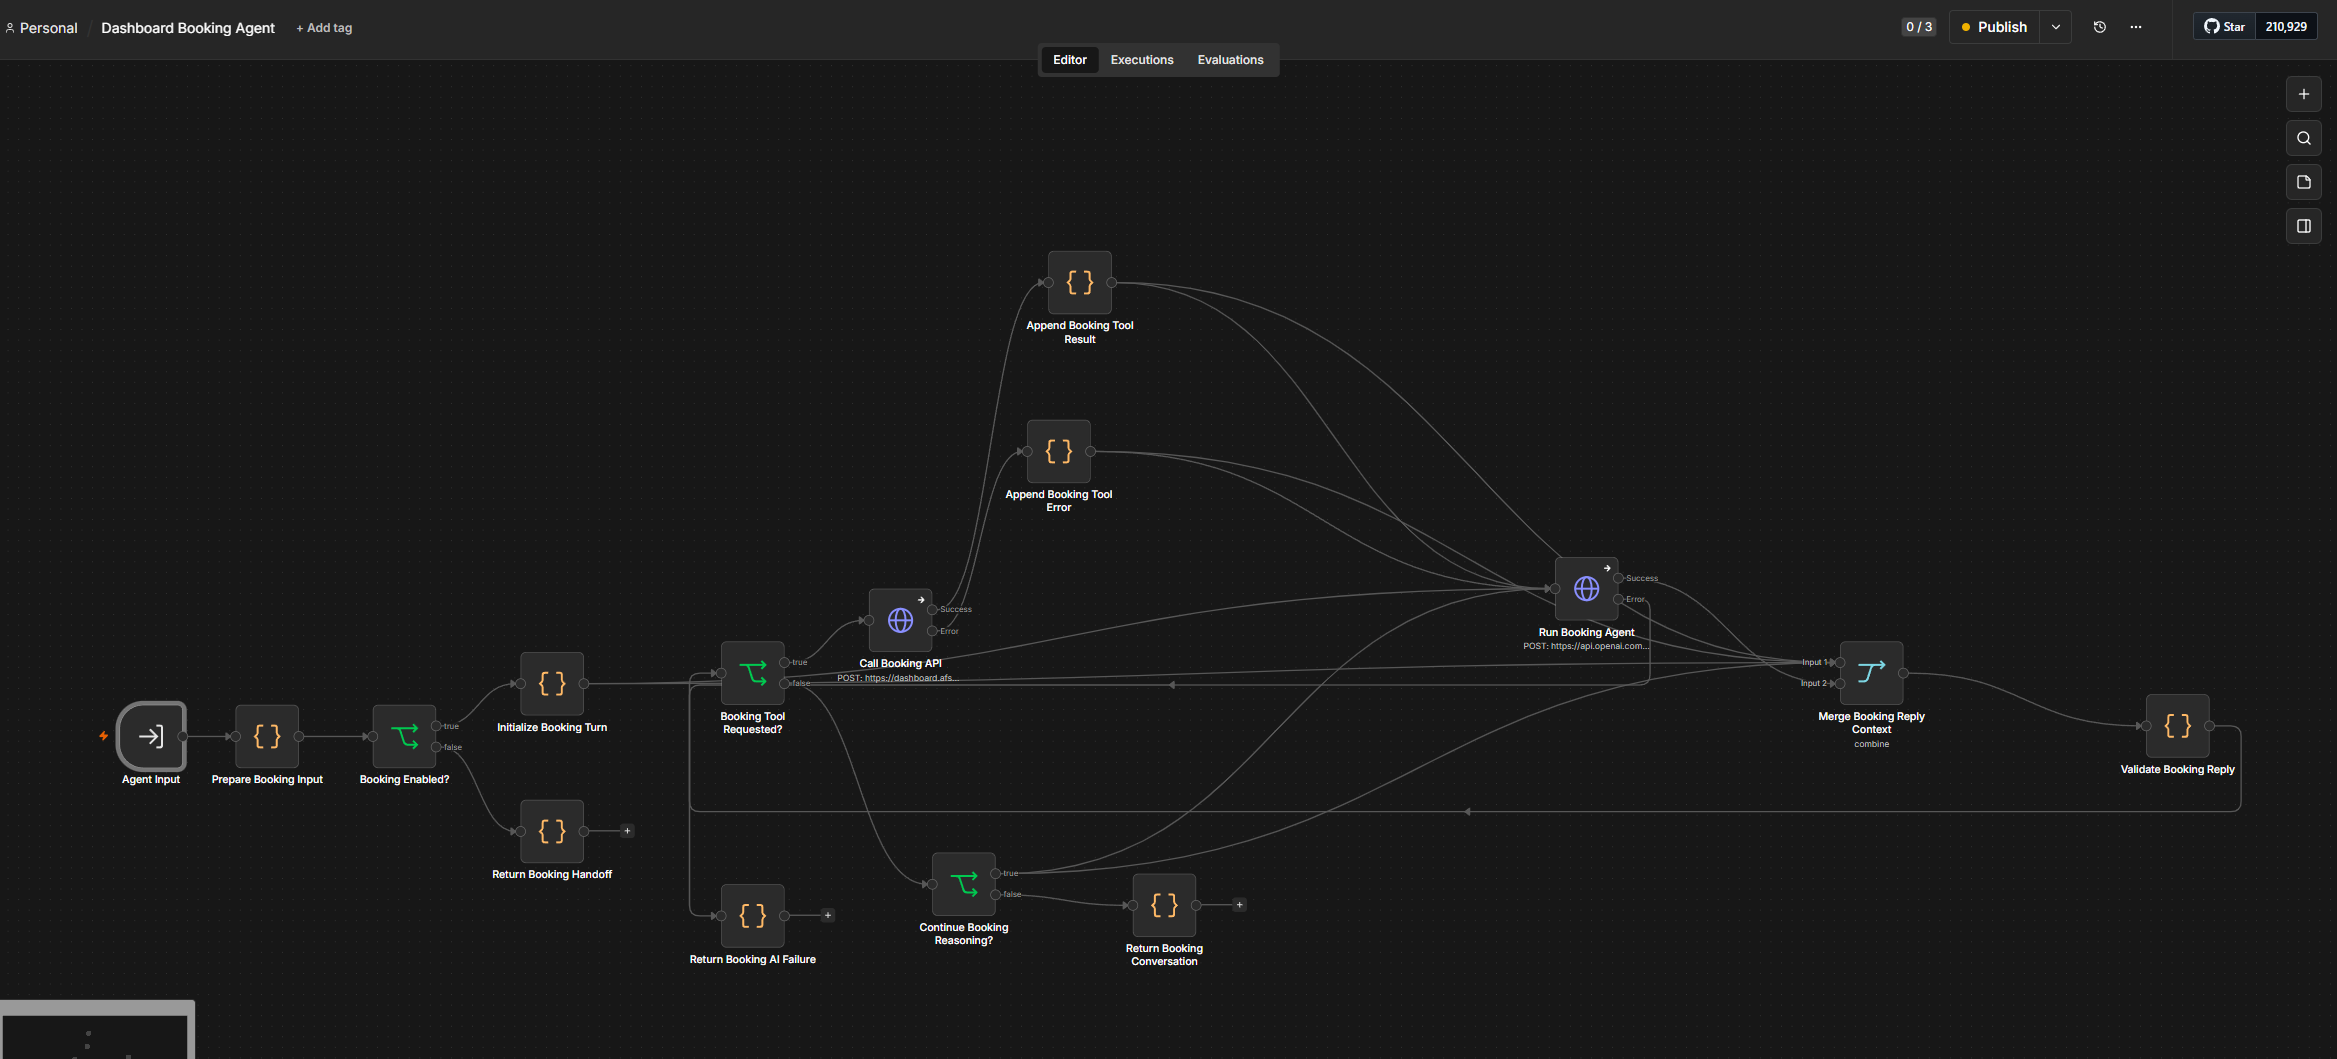 Personal / Dashboard Booking Agent + Add tag
0 / 3 Publish Star 210,929
Editor Executions Evaluations
Append Booking Tool
Result
Append Booking Tool
Error
Success
Error
Call Booking API
POST: https://dashboard.afs...
Success
Error
Run Booking Agent
POST: https://api.openai.com...
true
false
Booking Tool
Requested?
Initialize Booking Turn
Input 1
Input 2
Merge Booking Reply
Context
combine
Validate Booking Reply
Agent Input
Prepare Booking Input
true
false
Booking Enabled?
Return Booking Handoff
Return Booking AI Failure
true
false
Continue Booking
Reasoning?
Return Booking
Conversation